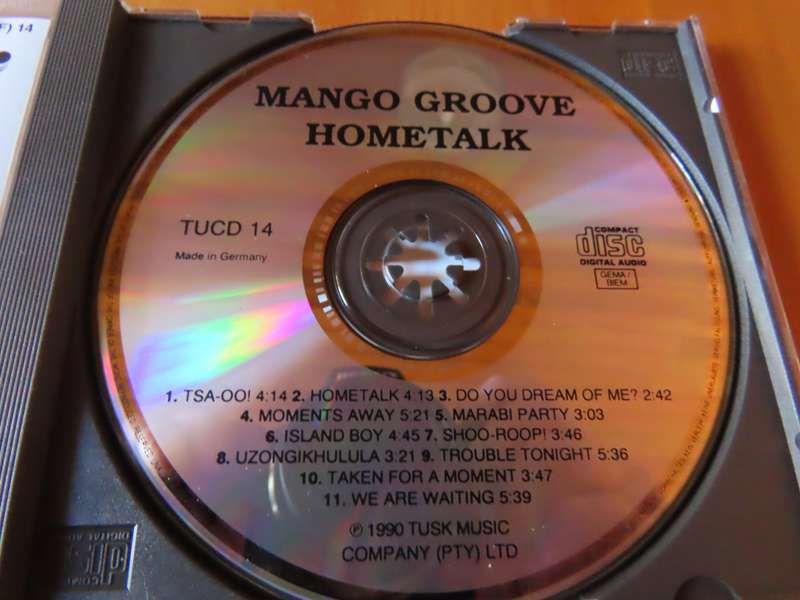 F) 14
MANGO GROOVE
HOMETALK
TUCD 14
Made in Germany
COMPACT
disc
DIGITAL AUDIO
GEMA/
BIEM
1. TSA-OO! 4:14 2. HOMETALK 4:13 3. DO YOU DREAM OF ME? 2:42
4. MOMENTS AWAY 5:21 5. MARABI PARTY 3:03
6. ISLAND BOY 4:45 7. SHOO-ROOP! 3:46
8. UZONGIKHULULA 3:21 9. TROUBLE TONIGHT 5:36
10. TAKEN FOR A MOMENT 3:47
11. WE ARE WAITING 5:39
℗ 1990 TUSK MUSIC
COMPANY (PTY) LTD